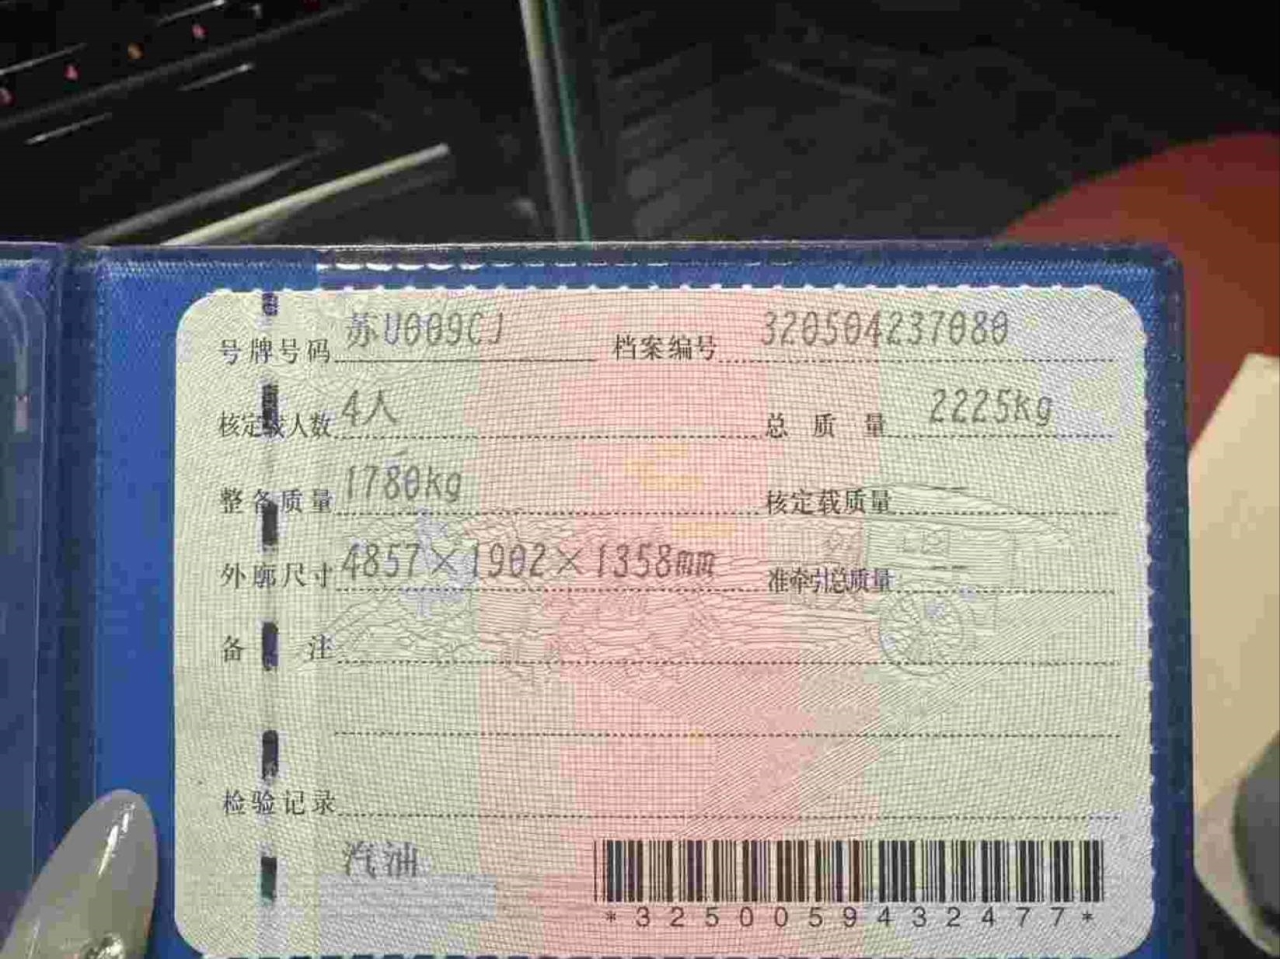 号牌号码 苏U009CJ 档案编号 320504237080
核定载人数 4人 总质量 2225kg
整备质量 1780kg 核定载质量 --
外廓尺寸 4857×1902×1358mm 准牵引总质量 --
备注
检验记录
汽油
*3250059432477*